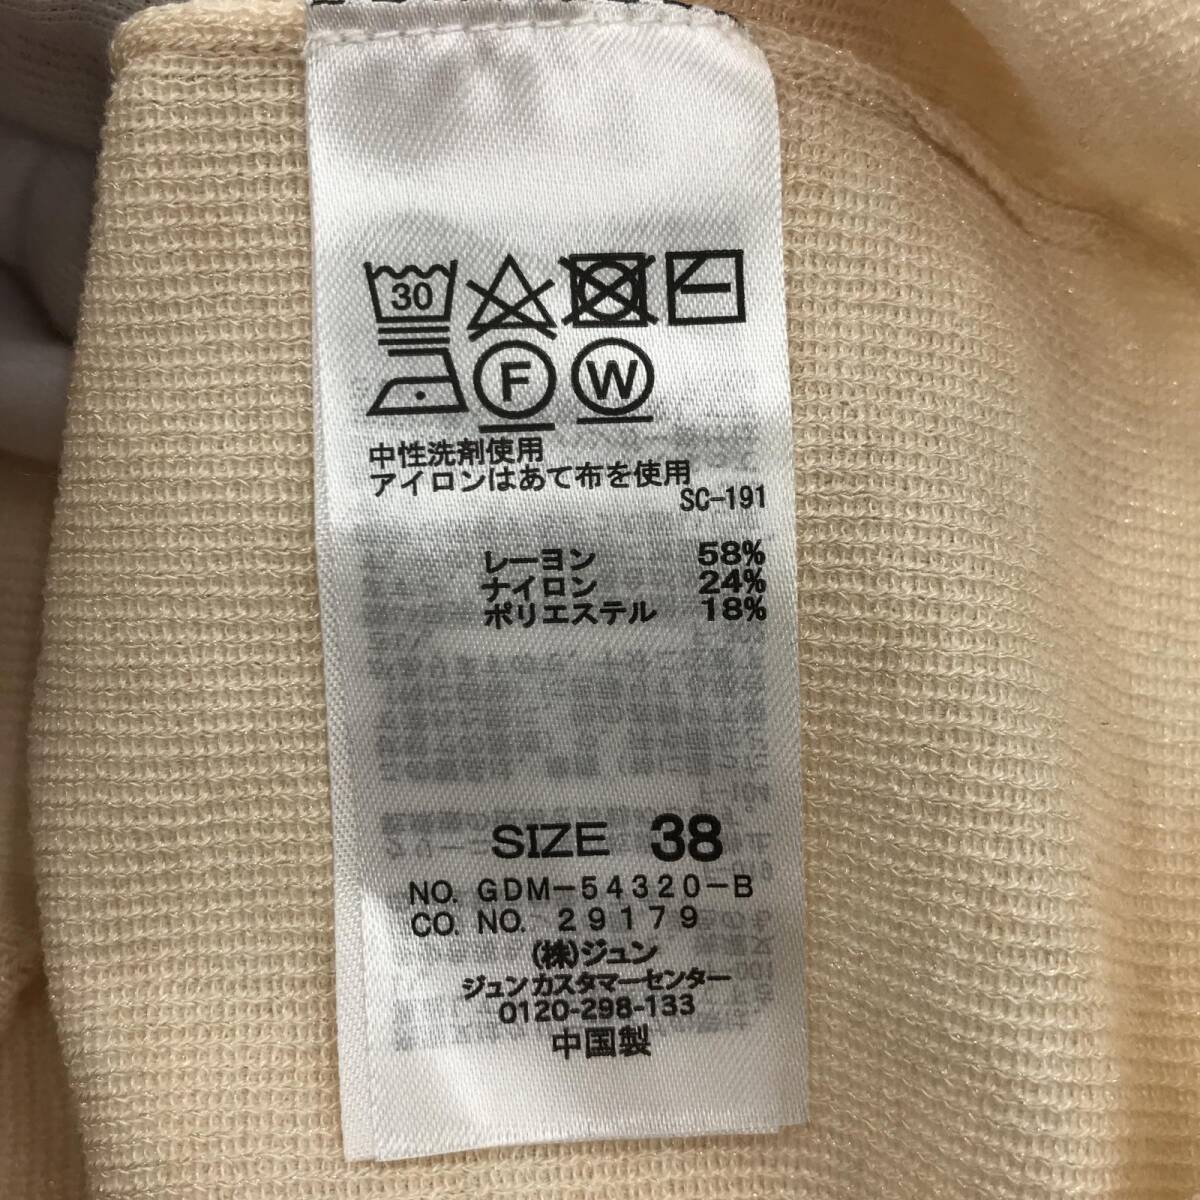 30
F W
中性洗剤使用
アイロンはあて布を使用
SC-191
レーヨン 58%
ナイロン 24%
ポリエステル 18%
SIZE 38
NO. GDM-54320-B
CO. NO. 29179
(株)ジュン
ジュンカスタマーセンター
0120-298-133
中国製